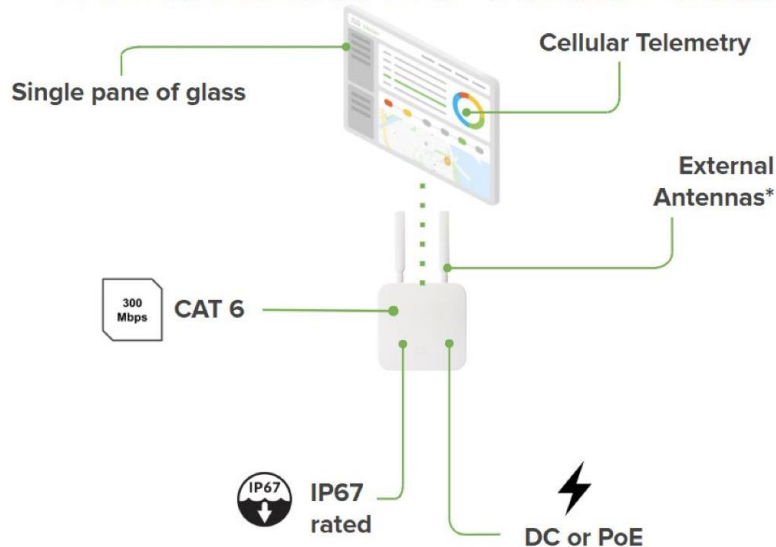 Cellular Telemetry
Single pane of glass
External
Antennas*
300
Mbps
CAT 6
IP67
IP67
rated
DC or PoE